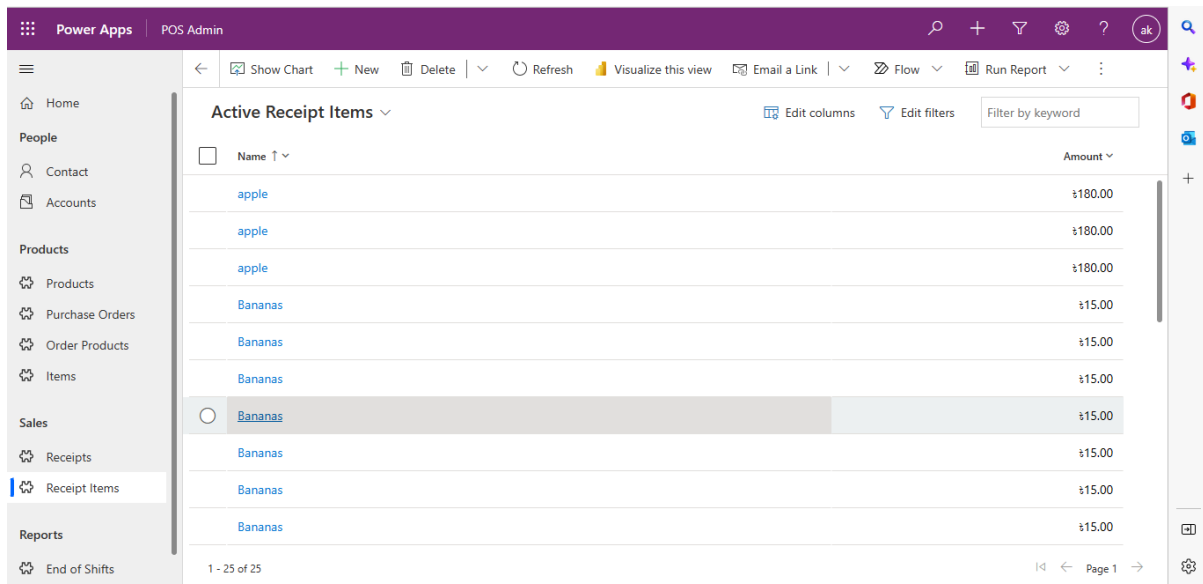 Power Apps POS Admin ? ak
Show Chart New Delete Refresh Visualize this view Email a Link Flow Run Report
Home
People
Contact
Accounts
Products
Products
Purchase Orders
Order Products
Items
Sales
Receipts
Receipt Items
Reports
End of Shifts
Active Receipt Items Edit columns Edit filters Filter by keyword
Name ↑ Amount
apple ৳180.00
apple ৳180.00
apple ৳180.00
Bananas ৳15.00
Bananas ৳15.00
Bananas ৳15.00
Bananas ৳15.00
Bananas ৳15.00
Bananas ৳15.00
Bananas ৳15.00
1 - 25 of 25 Page 1